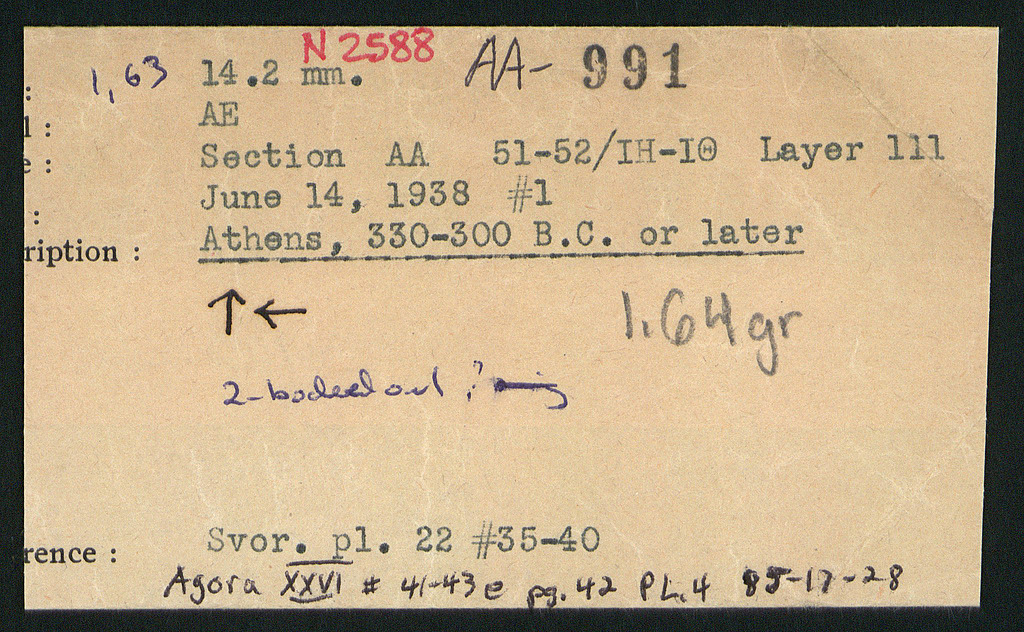 N 2588
: 1,63 14.2 mm. AA- 991
l : AE
e : Section AA 51-52/IH-IΘ Layer 111
: June 14, 1938 #1
ription : Athens, 330-300 B.C. or later
↑ ←
1.64 gr
2-bodied owl ?
rence : Svor. pl. 22 #35-40
Agora XXVI # 41-43 e pg. 42 PL. 4 85-17-28